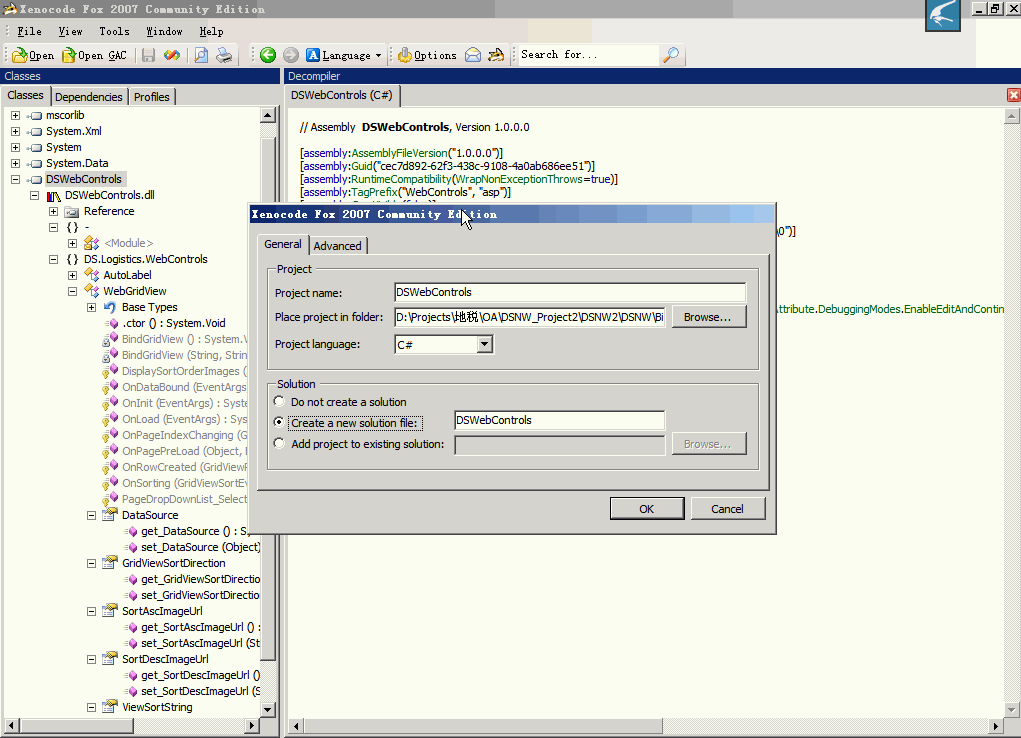 Xenocode Fox 2007 Community Edition
File View Tools Window Help
Open Open GAC Language Options Search for...
Classes
Classes Dependencies Profiles
mscorlib
System.Xml
System
System.Data
DSWebControls
DSWebControls.dll
Reference
{} -
<Module>
{} DS.Logistics.WebControls
AutoLabel
WebGridView
Base Types
.ctor () : System.Void
BindGridView () : System.V
BindGridView (String, Strin
DisplaySortOrderImages (
OnDataBound (EventArgs
OnInit (EventArgs) : Syste
OnLoad (EventArgs) : Sys
OnPageIndexChanging (G
OnPagePreLoad (Object, E
OnRowCreated (GridViewR
OnSorting (GridViewSortEv
PageDropDownList_Select
DataSource
get_DataSource () : Sy
set_DataSource (Object)
GridViewSortDirection
get_GridViewSortDirectio
set_GridViewSortDirectio
SortAscImageUrl
get_SortAscImageUrl () :
set_SortAscImageUrl (St
SortDescImageUrl
get_SortDescImageUrl ()
set_SortDescImageUrl (S
ViewSortString
Decompiler
DSWebControls (C#)
// Assembly DSWebControls, Version 1.0.0.0
[assembly:AssemblyFileVersion("1.0.0.0")]
[assembly:Guid("cec7d892-62f3-438c-9108-4a0ab686ee51")]
[assembly:RuntimeCompatibility(WrapNonExceptionThrows=true)]
[assembly:TagPrefix("WebControls", "asp")]
\0")]
ttribute.DebuggingModes.EnableEditAndContin
Xenocode Fox 2007 Community Edition
General Advanced
Project
Project name: DSWebControls
Place project in folder: D:\Projects\地税\OA\DSNW_Project2\DSNW2\DSNW\Bi Browse...
Project language: C#
Solution
Do not create a solution
Create a new solution file: DSWebControls
Add project to existing solution: Browse...
OK Cancel